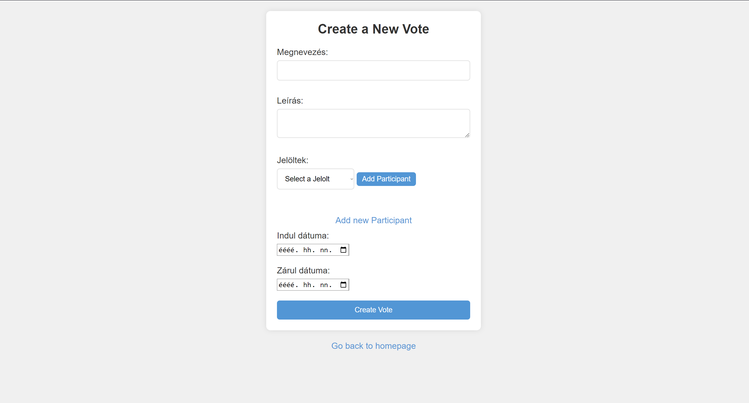 Create a New Vote
Megnevezés:
Leírás:
Jelöltek:
Select a Jelolt Add Participant
Add new Participant
Indul dátuma:
éééé. hh. nn.
Zárul dátuma:
éééé. hh. nn.
Create Vote
Go back to homepage